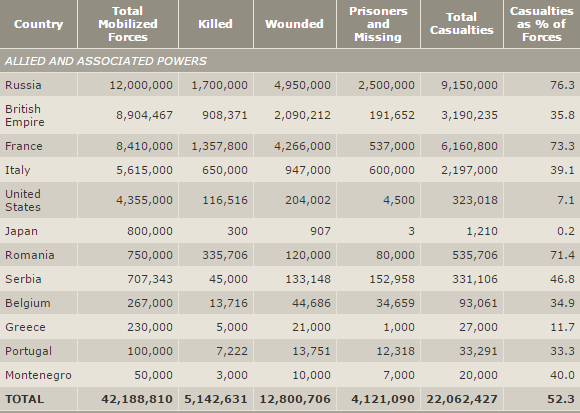 Country Total Mobilized Forces Killed Wounded Prisoners and Missing Total Casualties Casualties as % of Forces
ALLIED AND ASSOCIATED POWERS
Russia 12,000,000 1,700,000 4,950,000 2,500,000 9,150,000 76.3
British Empire 8,904,467 908,371 2,090,212 191,652 3,190,235 35.8
France 8,410,000 1,357,800 4,266,000 537,000 6,160,800 73.3
Italy 5,615,000 650,000 947,000 600,000 2,197,000 39.1
United States 4,355,000 116,516 204,002 4,500 323,018 7.1
Japan 800,000 300 907 3 1,210 0.2
Romania 750,000 335,706 120,000 80,000 535,706 71.4
Serbia 707,343 45,000 133,148 152,958 331,106 46.8
Belgium 267,000 13,716 44,686 34,659 93,061 34.9
Greece 230,000 5,000 21,000 1,000 27,000 11.7
Portugal 100,000 7,222 13,751 12,318 33,291 33.3
Montenegro 50,000 3,000 10,000 7,000 20,000 40.0
TOTAL 42,188,810 5,142,631 12,800,706 4,121,090 22,062,427 52.3